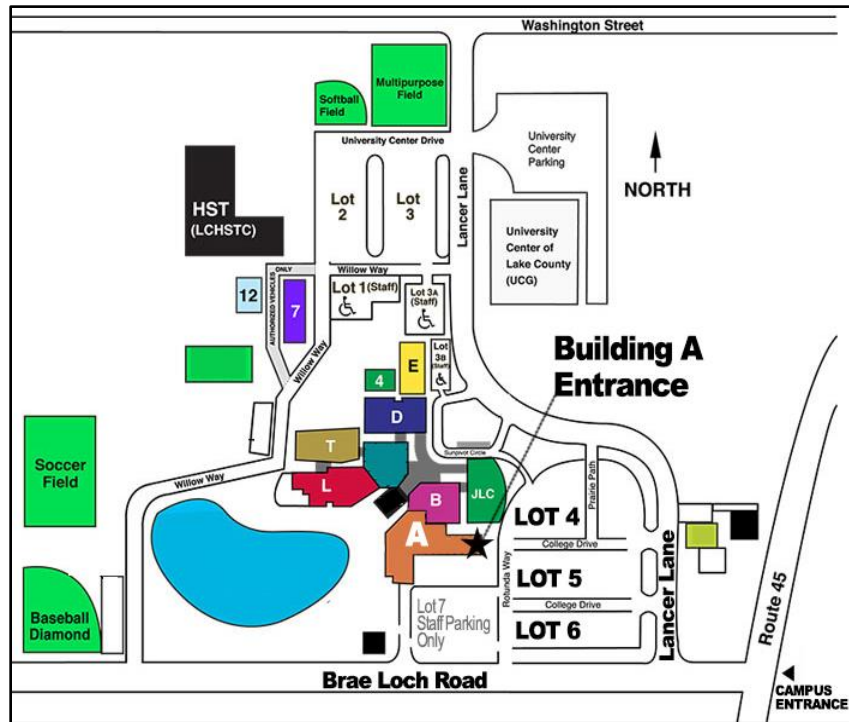 Washington Street
Multipurpose
Field
Softball
Field
University Center Drive
University
Center
Parking
NORTH
HST
(LCHSTC)
Lot
2
Lot
3
Lancer Lane
University
Center of
Lake County
(UCG)
ONLY
Willow Way
AUTHORIZED VEHICLES
12
7
Lot 1 (Staff)
Lot 3A
(Staff)
Lot
3B
(Staff)
Building A
Entrance
Willow Way
4
E
D
T
Sunpivot Circle
Soccer
Field
Willow Way
L
B
JLC
A
LOT 4
Prairie Path
College Drive
Rotunda Way
LOT 5
College Drive
LOT 6
Lancer Lane
Route 45
Baseball
Diamond
Lot 7
Staff Parking
Only
Brae Loch Road
CAMPUS
ENTRANCE